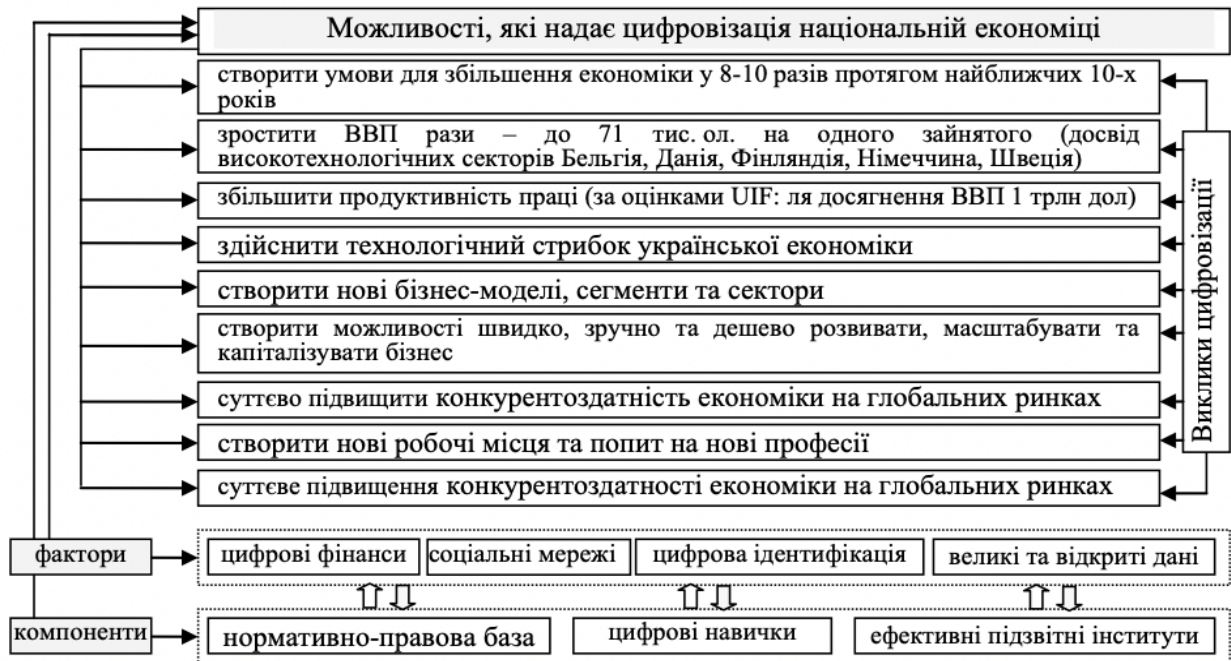 Можливості, які надає цифровізація національній економіці
створити умови для збільшення економіки у 8-10 разів протягом найближчих 10-х
років
зростити ВВП рази – до 71 тис. ол. на одного зайнятого (досвід
високотехнологічних секторів Бельгія, Данія, Фінляндія, Німеччина, Швеція)
збільшити продуктивність праці (за оцінками UIF: ля досягнення ВВП 1 трлн дол)
здійснити технологічний стрибок української економіки
створити нові бізнес-моделі, сегменти та сектори
створити можливості швидко, зручно та дешево розвивати, масштабувати та
капіталізувати бізнес
суттєво підвищити конкурентоздатність економіки на глобальних ринках
створити нові робочі місця та попит на нові професії
суттєве підвищення конкурентоздатності економіки на глобальних ринках
Виклики цифровізації
фактори
цифрові фінанси
соціальні мережі
цифрова ідентифікація
великі та відкриті дані
компоненти
нормативно-правова база
цифрові навички
ефективні підзвітні інститути